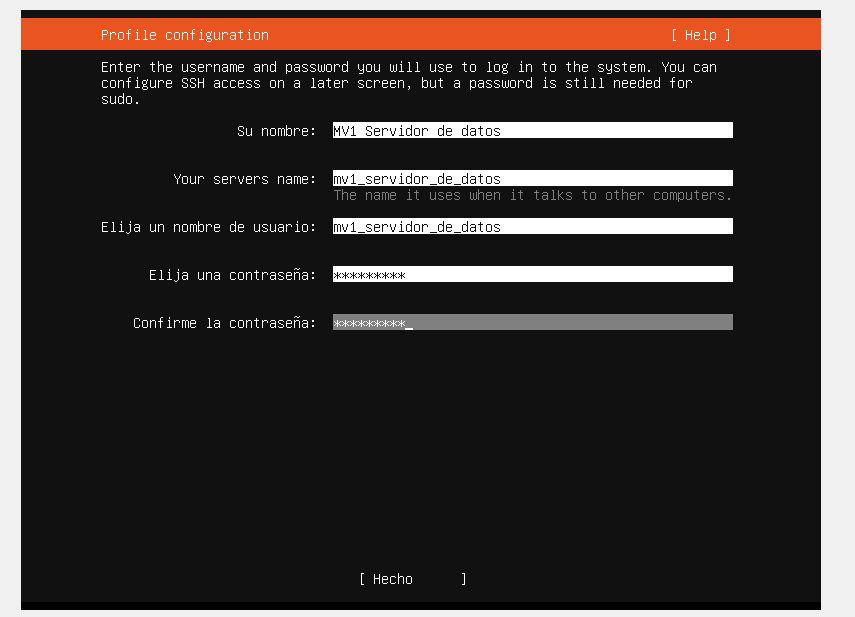 Profile configuration [ Help ]
Enter the username and password you will use to log in to the system. You can
configure SSH access on a later screen, but a password is still needed for
sudo.
Su nombre: MV1 Servidor de datos
Your servers name: mv1_servidor_de_datos
The name it uses when it talks to other computers.
Elija un nombre de usuario: mv1_servidor_de_datos
Elija una contraseña: *********
Confirme la contraseña: *********_
[ Hecho ]